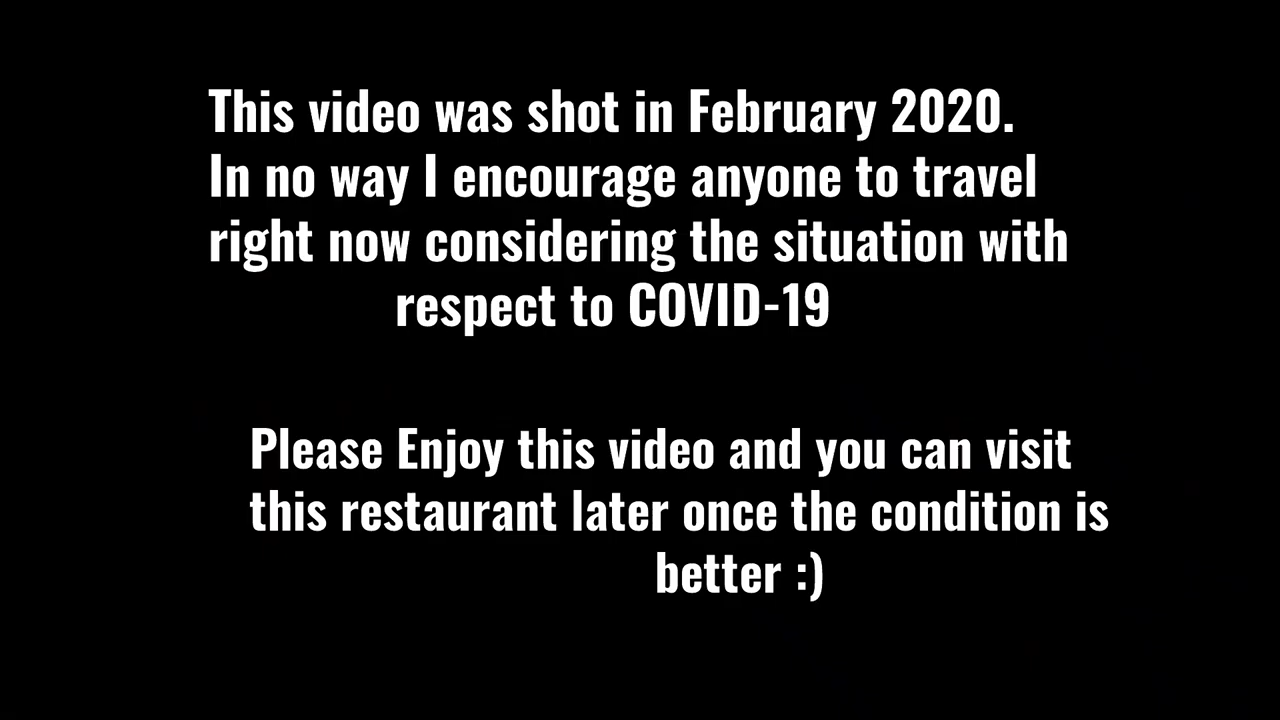 This video was shot in February 2020.
In no way I encourage anyone to travel
right now considering the situation with
respect to COVID-19
Please Enjoy this video and you can visit
this restaurant later once the condition is
better :)